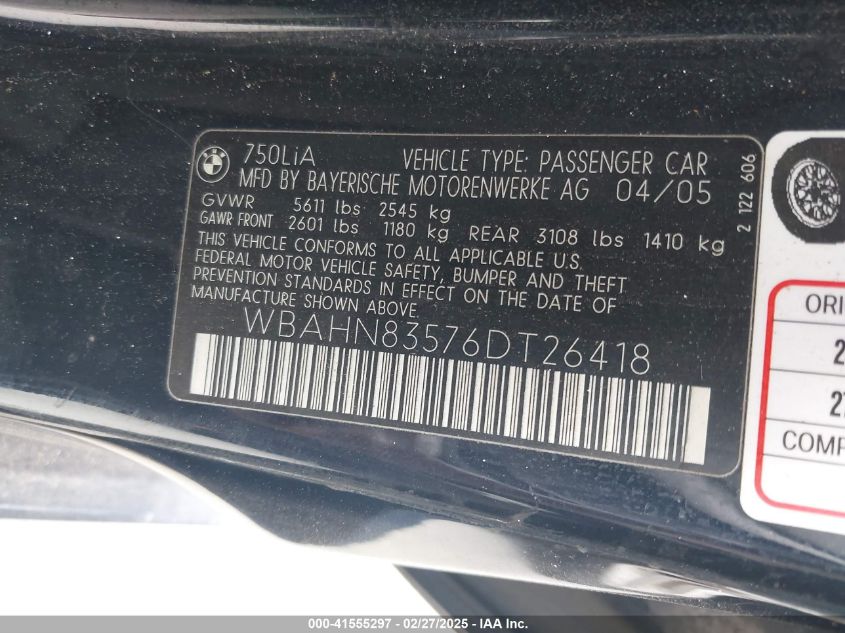 750LiA VEHICLE TYPE: PASSENGER CAR
MFD BY BAYERISCHE MOTORENWERKE AG 04/05
GVWR 5611 lbs 2545 kg
GAWR FRONT 2601 lbs 1180 kg REAR 3108 lbs 1410 kg
THIS VEHICLE CONFORMS TO ALL APPLICABLE U.S.
FEDERAL MOTOR VEHICLE SAFETY, BUMPER AND THEFT
PREVENTION STANDARDS IN EFFECT ON THE DATE OF
MANUFACTURE SHOWN ABOVE.
WBAHN83576DT26418
2 122 606
ORI
2
27
COMP
000-41555297 - 02/27/2025 - IAA Inc.